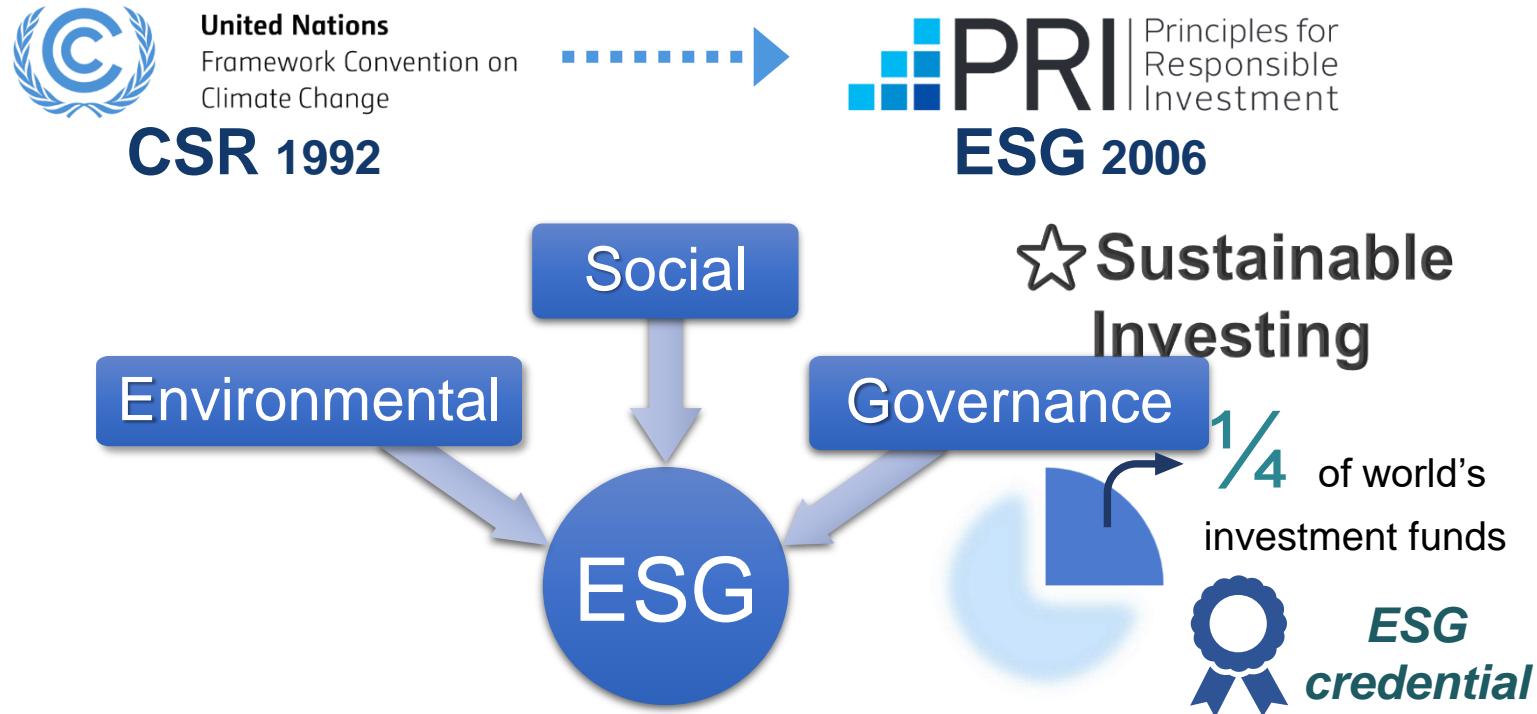 United Nations
Framework Convention on
Climate Change
CSR 1992
PRI
Principles for
Responsible
Investment
ESG 2006
Social
Environmental
Governance
ESG
Sustainable
Investing
¼ of world's
investment funds
ESG
credential